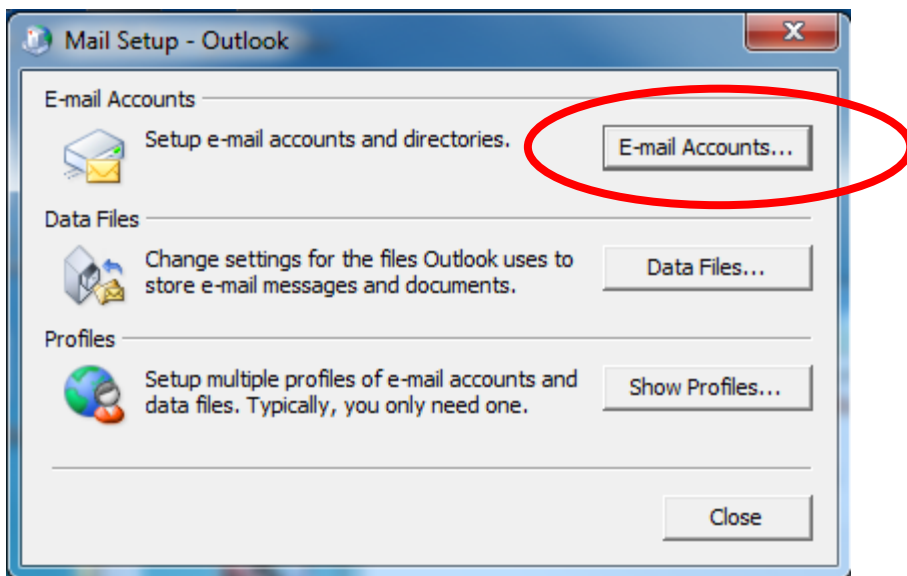 Mail Setup - Outlook
E-mail Accounts
Setup e-mail accounts and directories.
E-mail Accounts...
Data Files
Change settings for the files Outlook uses to
store e-mail messages and documents.
Data Files...
Profiles
Setup multiple profiles of e-mail accounts and
data files. Typically, you only need one.
Show Profiles...
Close